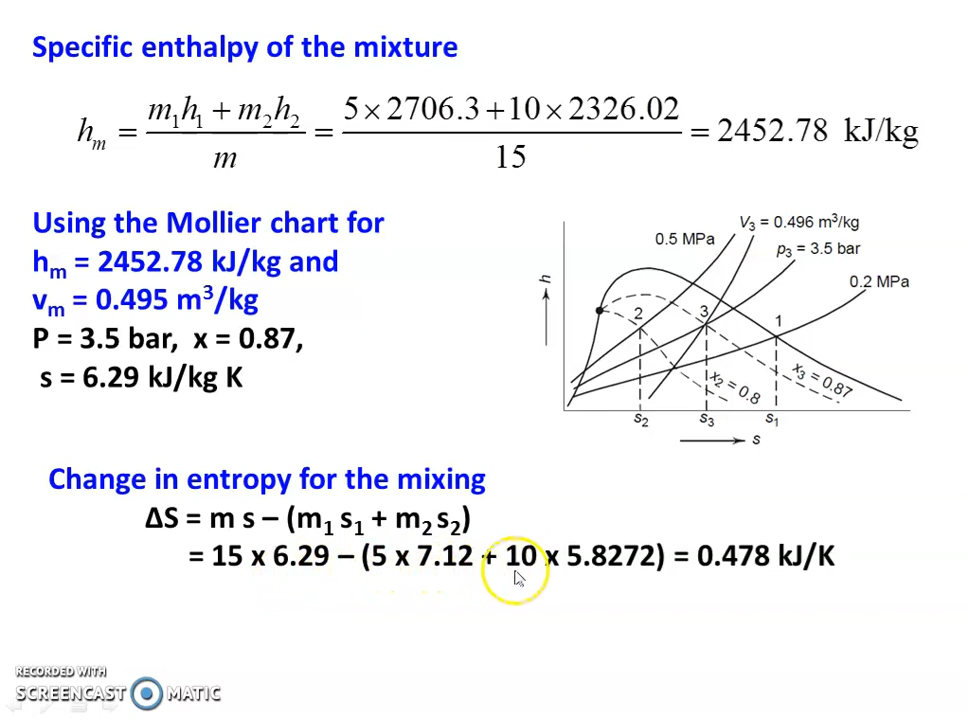 Specific enthalpy of the mixture
hₘ = (m₁h₁ + m₂h₂) / m = (5 × 2706.3 + 10 × 2326.02) / 15 = 2452.78 kJ/kg
Using the Mollier chart for
hₘ = 2452.78 kJ/kg and
vₘ = 0.495 m³/kg
P = 3.5 bar, x = 0.87,
s = 6.29 kJ/kg K
V₃ = 0.496 m³/kg
0.5 MPa
p₃ = 3.5 bar
0.2 MPa
h
2
3
1
x₂ = 0.8
x₃ = 0.87
s₂
s₃
s₁
s
Change in entropy for the mixing
ΔS = m s – (m₁ s₁ + m₂ s₂)
= 15 x 6.29 – (5 x 7.12 + 10 x 5.8272) = 0.478 kJ/K
RECORDED WITH
SCREENCAST MATIC